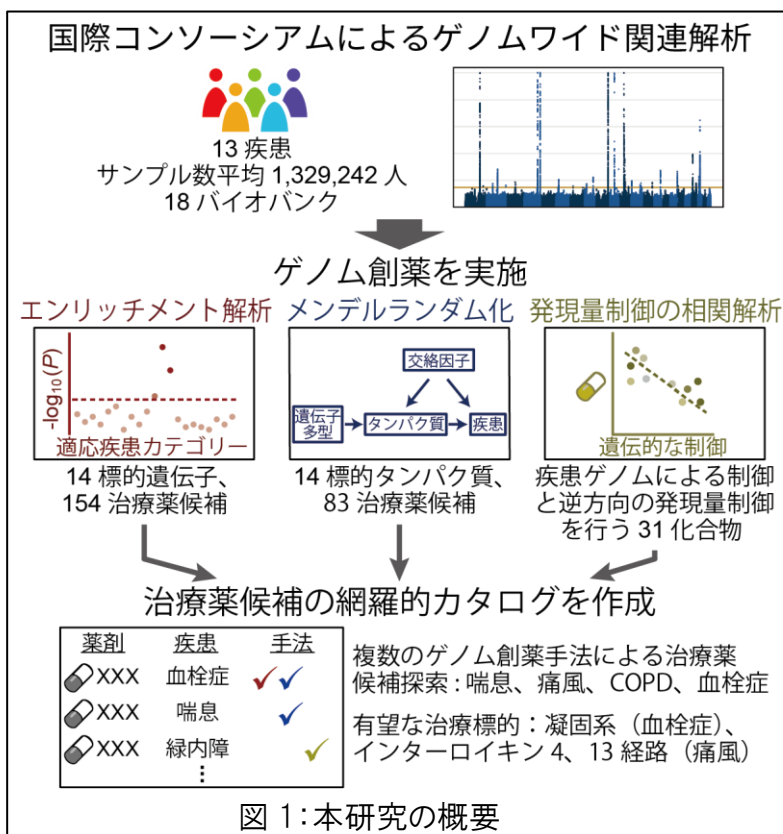 国際コンソーシアムによるゲノムワイド関連解析
13 疾患
サンプル数平均 1,329,242 人
18 バイオバンク
ゲノム創薬を実施
エンリッチメント解析
-log10(P)
適応疾患カテゴリー
14 標的遺伝子、
154 治療薬候補
メンデルランダム化
交絡因子
遺伝子
多型
タンパク質
疾患
14 標的タンパク質、
83 治療薬候補
発現量制御の相関解析
遺伝的な制御
疾患ゲノムによる制御
と逆方向の発現量制御
を行う 31 化合物
治療薬候補の網羅的カタログを作成
薬剤 疾患 手法
XXX 血栓症 ✓✓
XXX 喘息 ✓
XXX 緑内障 ✓
⋮
複数のゲノム創薬手法による治療薬
候補探索 : 喘息、痛風、COPD、血栓症
有望な治療標的：凝固系（血栓症）、
インターロイキン 4、13 経路（痛風）
図 1：本研究の概要